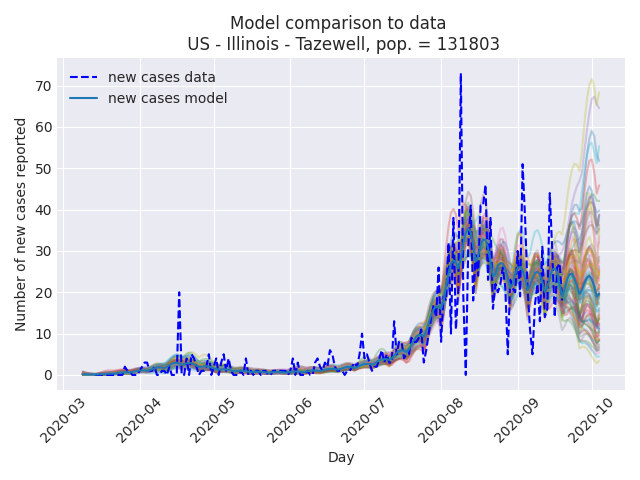 Model comparison to data
US - Illinois - Tazewell, pop. = 131803
new cases data
new cases model
Number of new cases reported
70
60
50
40
30
20
10
0
2020-03
2020-04
2020-05
2020-06
2020-07
2020-08
2020-09
2020-10
Day